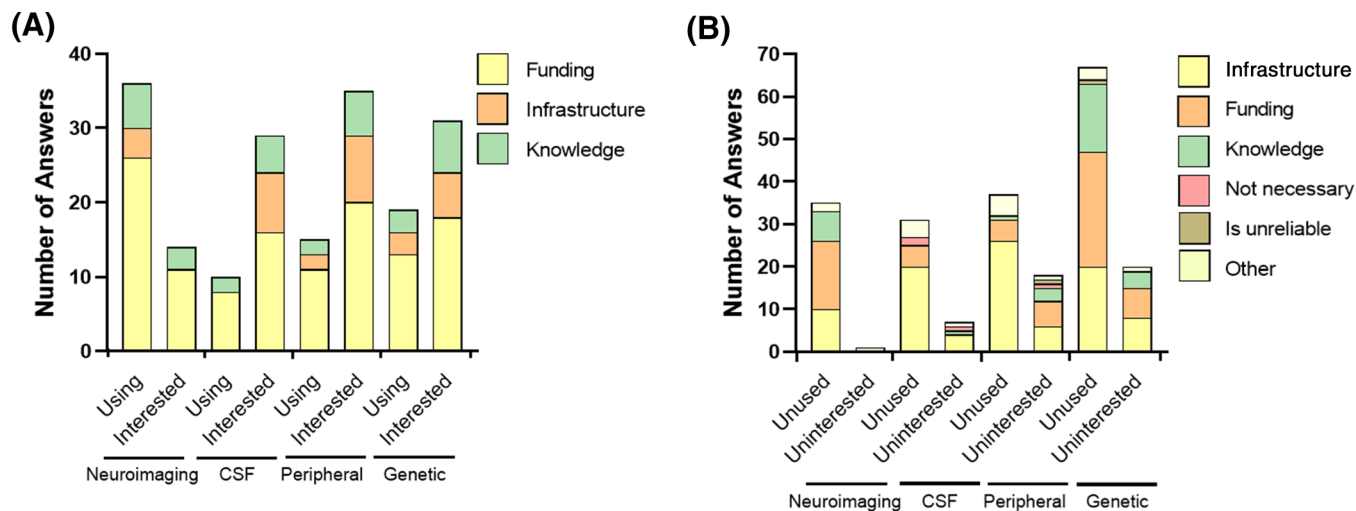 (A)
40
30
20
10
0
Number of Answers
Funding
Infrastructure
Knowledge
Using
Interested
Using
Interested
Using
Interested
Using
Interested
Neuroimaging
CSF
Peripheral
Genetic
(B)
70
60
50
40
30
20
10
0
Number of Answers
Infrastructure
Funding
Knowledge
Not necessary
Is unreliable
Other
Unused
Uninterested
Unused
Uninterested
Unused
Uninterested
Unused
Uninterested
Neuroimaging
CSF
Peripheral
Genetic